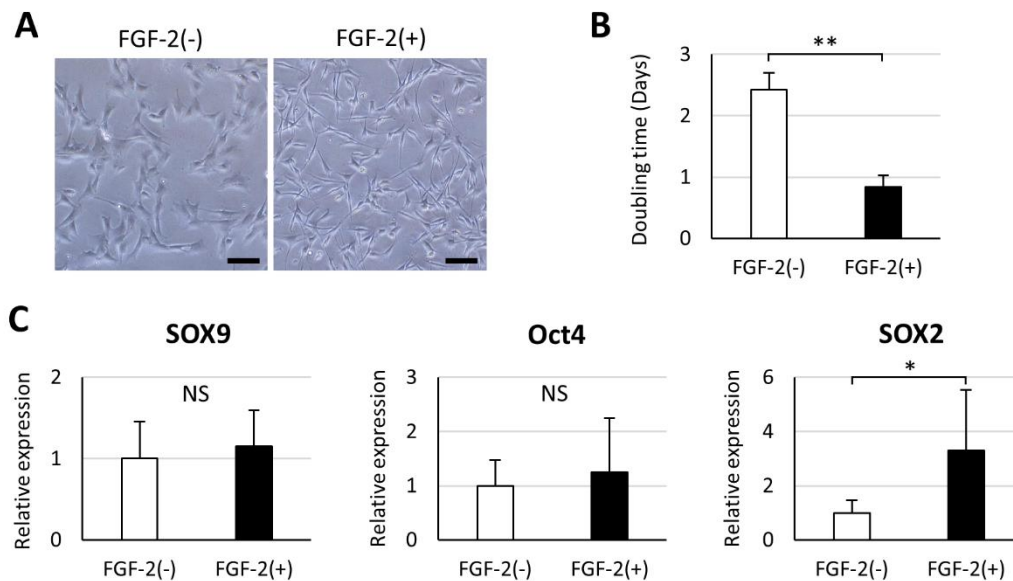 A
FGF-2(-)
FGF-2(+)
B
Doubling time (Days)
3
2
1
0
**
FGF-2(-)
FGF-2(+)
C
SOX9
Relative expression
2
1
0
NS
FGF-2(-)
FGF-2(+)
Oct4
Relative expression
3
2
1
0
NS
FGF-2(-)
FGF-2(+)
SOX2
Relative expression
6
4
2
0
*
FGF-2(-)
FGF-2(+)